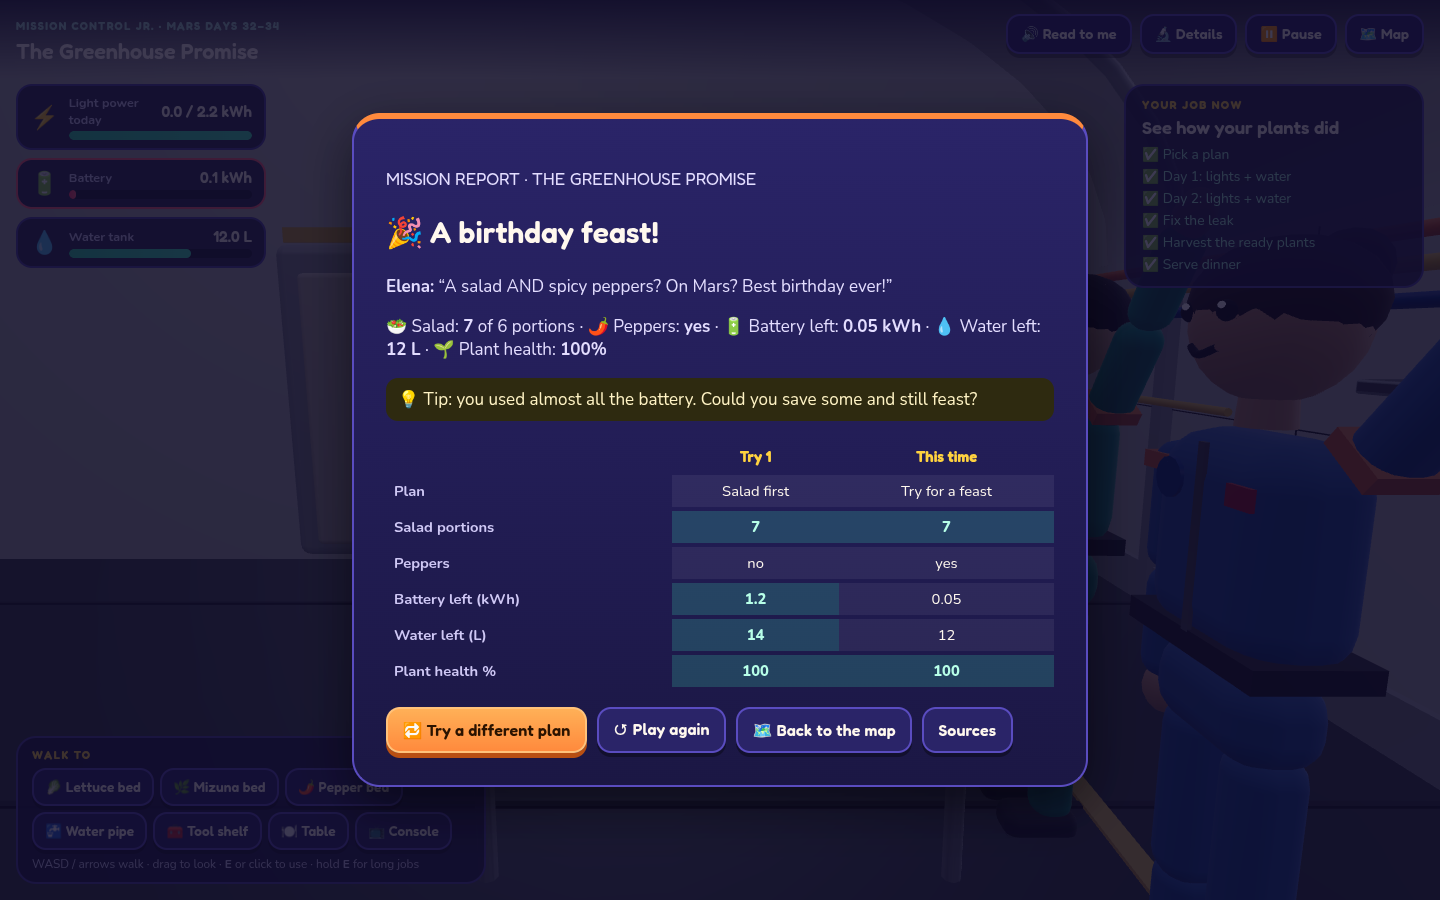 MISSION CONTROL JR. · MARS DAYS 32–34
The Greenhouse Promise
🔊 Read to me
🔬 Details
⏸️ Pause
🗺️ Map
⚡ Light power today
0.0 / 2.2 kWh
🔋 Battery
0.1 kWh
💧 Water tank
12.0 L
YOUR JOB NOW
See how your plants did
✅ Pick a plan
✅ Day 1: lights + water
✅ Day 2: lights + water
✅ Fix the leak
✅ Harvest the ready plants
✅ Serve dinner
MISSION REPORT · THE GREENHOUSE PROMISE
🎉 A birthday feast!
Elena: “A salad AND spicy peppers? On Mars? Best birthday ever!”
🥗 Salad: 7 of 6 portions · 🌶️ Peppers: yes · 🔋 Battery left: 0.05 kWh · 💧 Water left:
12 L · 🌱 Plant health: 100%
💡 Tip: you used almost all the battery. Could you save some and still feast?
Try 1 This time
Plan Salad first Try for a feast
Salad portions 7 7
Peppers no yes
Battery left (kWh) 1.2 0.05
Water left (L) 14 12
Plant health % 100 100
🔁 Try a different plan
↺ Play again
🗺️ Back to the map
Sources
WALK TO
🥬 Lettuce bed
🌿 Mizuna bed
🌶️ Pepper bed
🚰 Water pipe
🧰 Tool shelf
🍽️ Table
📺 Console
WASD / arrows walk · drag to look · E or click to use · hold E for long jobs